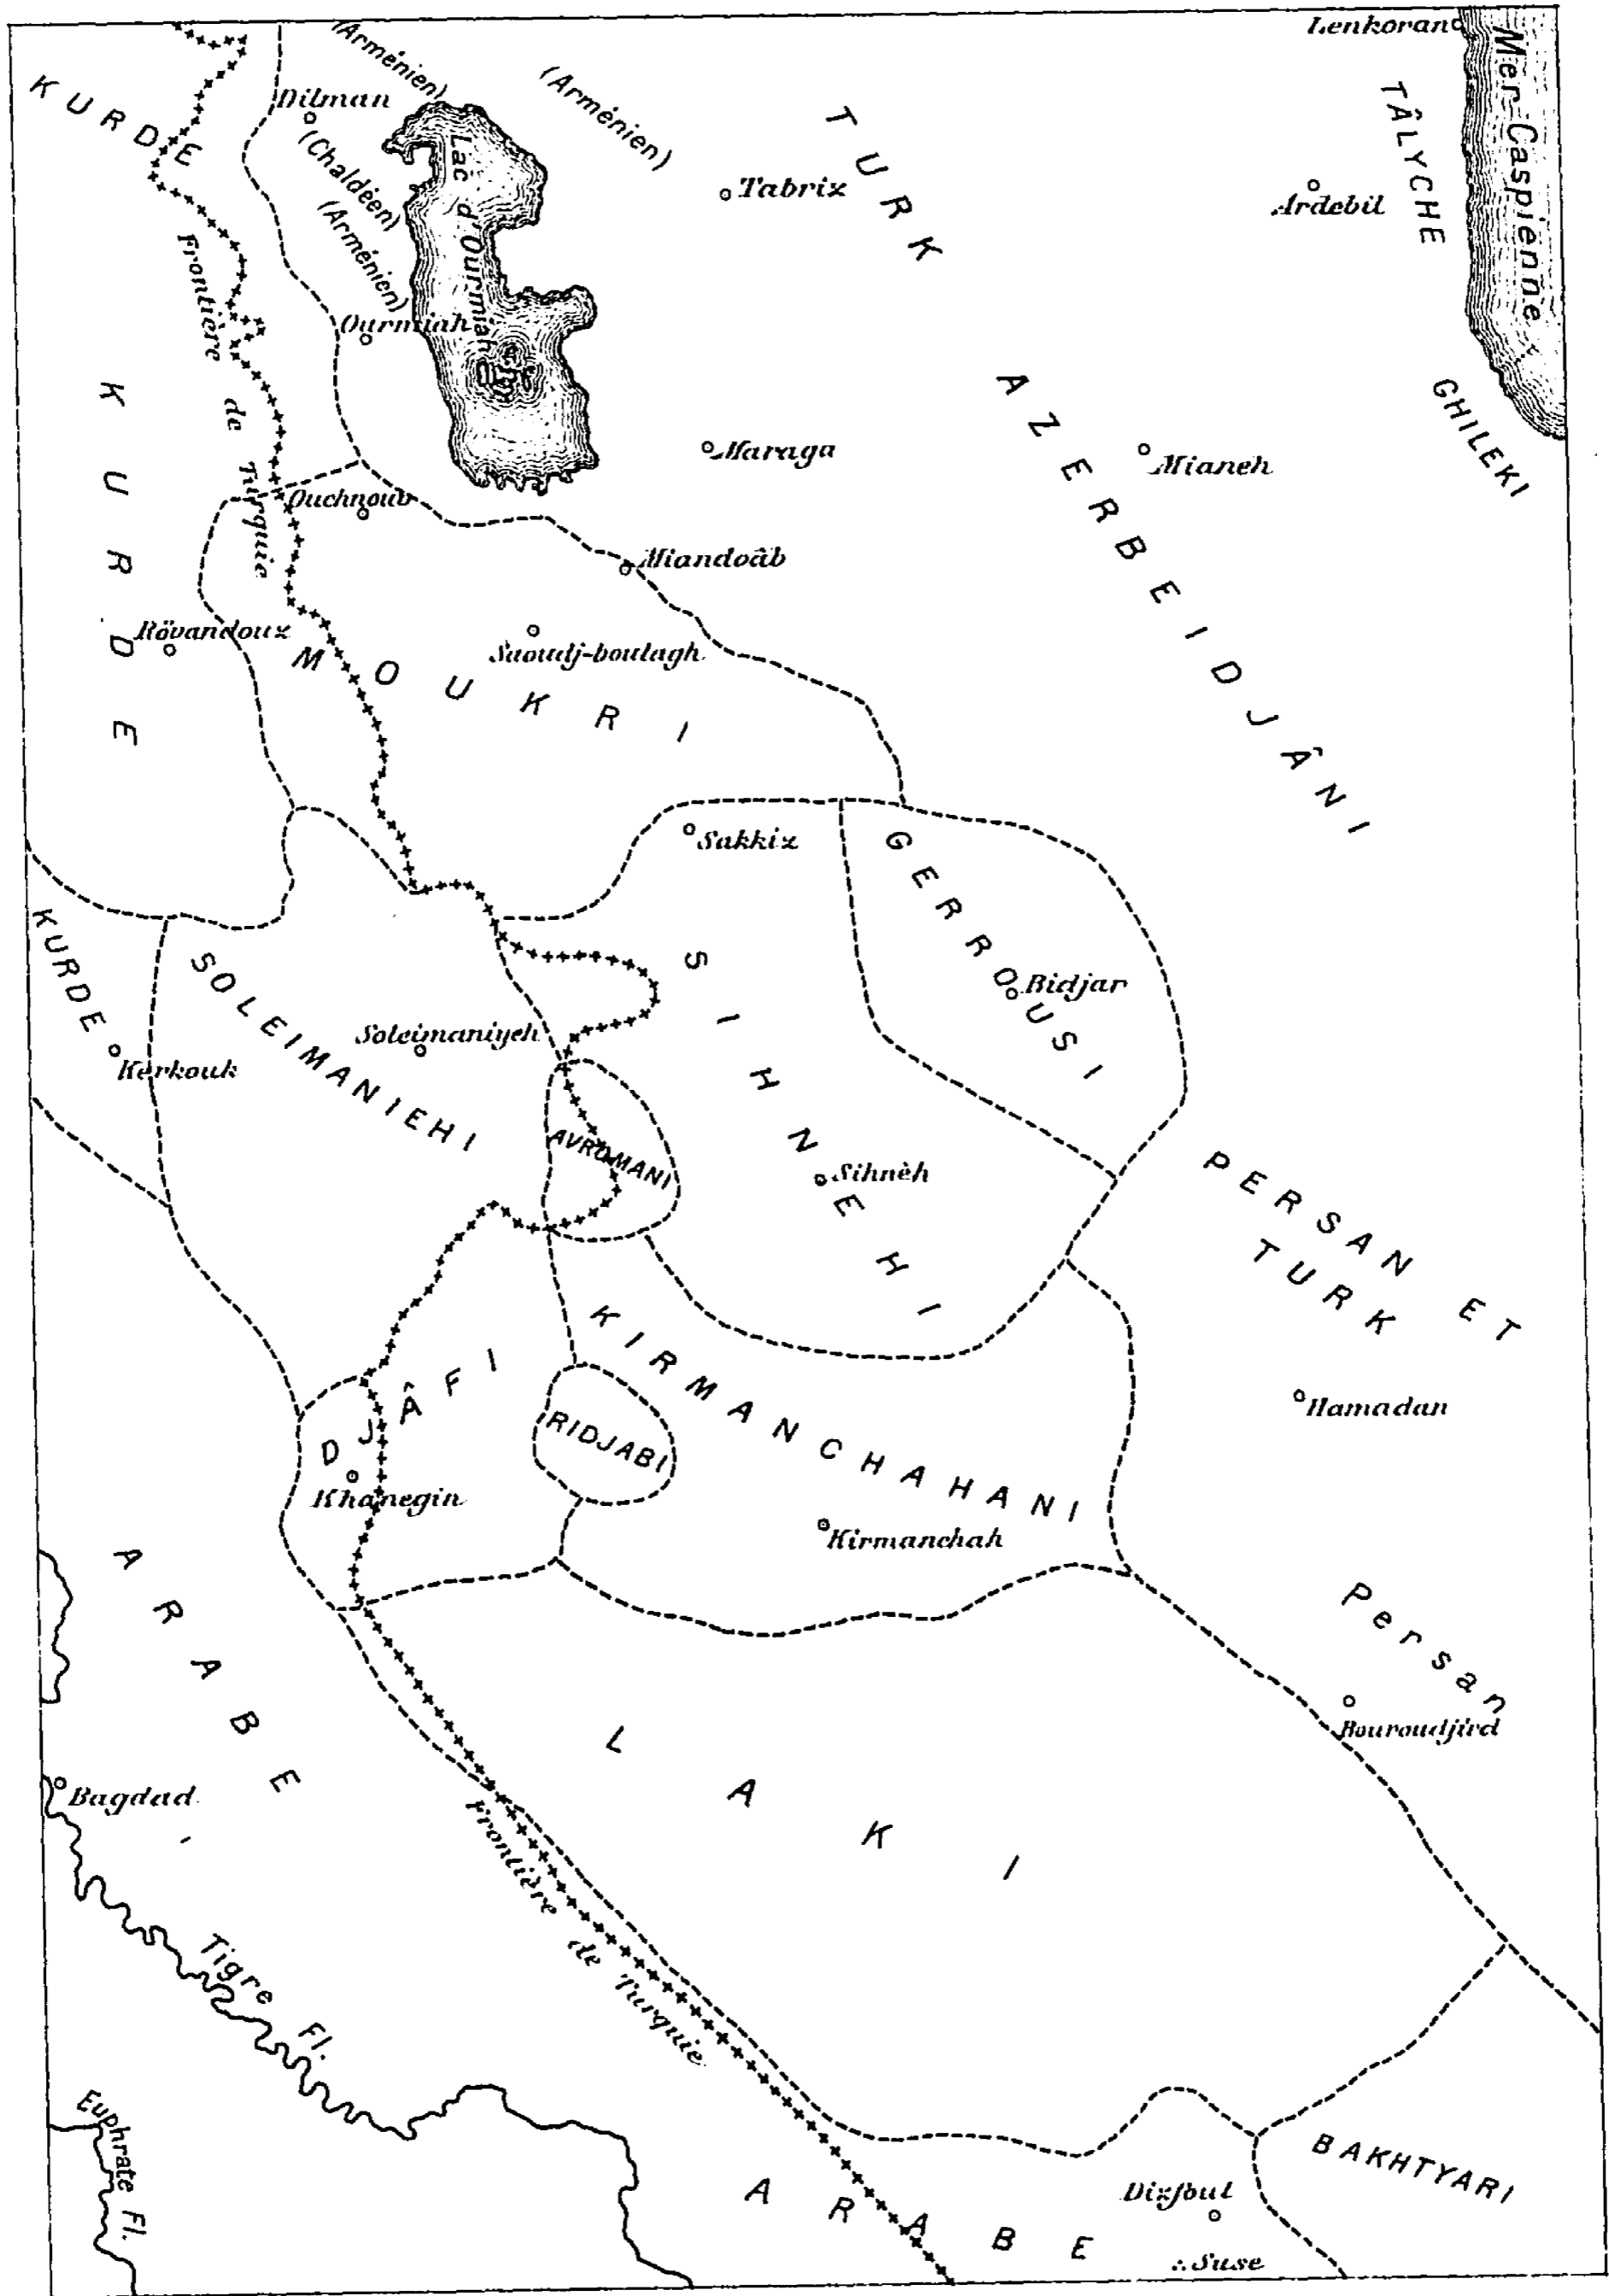 Lenkoran
Mer Caspienne
(Arménien)
(Arménien)
KURDE
Dilman
(Chaldéen)
(Arménien)
Lac d'Ourmiah
Tabriz
TURK AZERBEIDJÂNI
TÂLYCHE
Ardebil
Frontière de Turquie
Ourmiah
KURDE
GHILEKI
Maraga
Mianeh
Ouchnoub
Miandoâb
Rövandouz
Saoudj-boulagh
MOUKRI
Sakkiz
GERROUSI
KURDE
SOLEIMANIEHI
SIHNEHI
Bidjar
Soleimaniyeh
Kerkouk
AVROMANI
Sihnèh
PERSAN ET
TURK
KIRMANCHAHANI
DJÂFI
RIDJABI
Hamadan
Khanegin
Kirmanchah
ARABE
Persan
Bouroudjird
LAKI
Bagdad
Frontière de Turquie
Tigre Fl.
Euphrate Fl.
BAKHTYARI
Dizfoul
ARABE
Suse